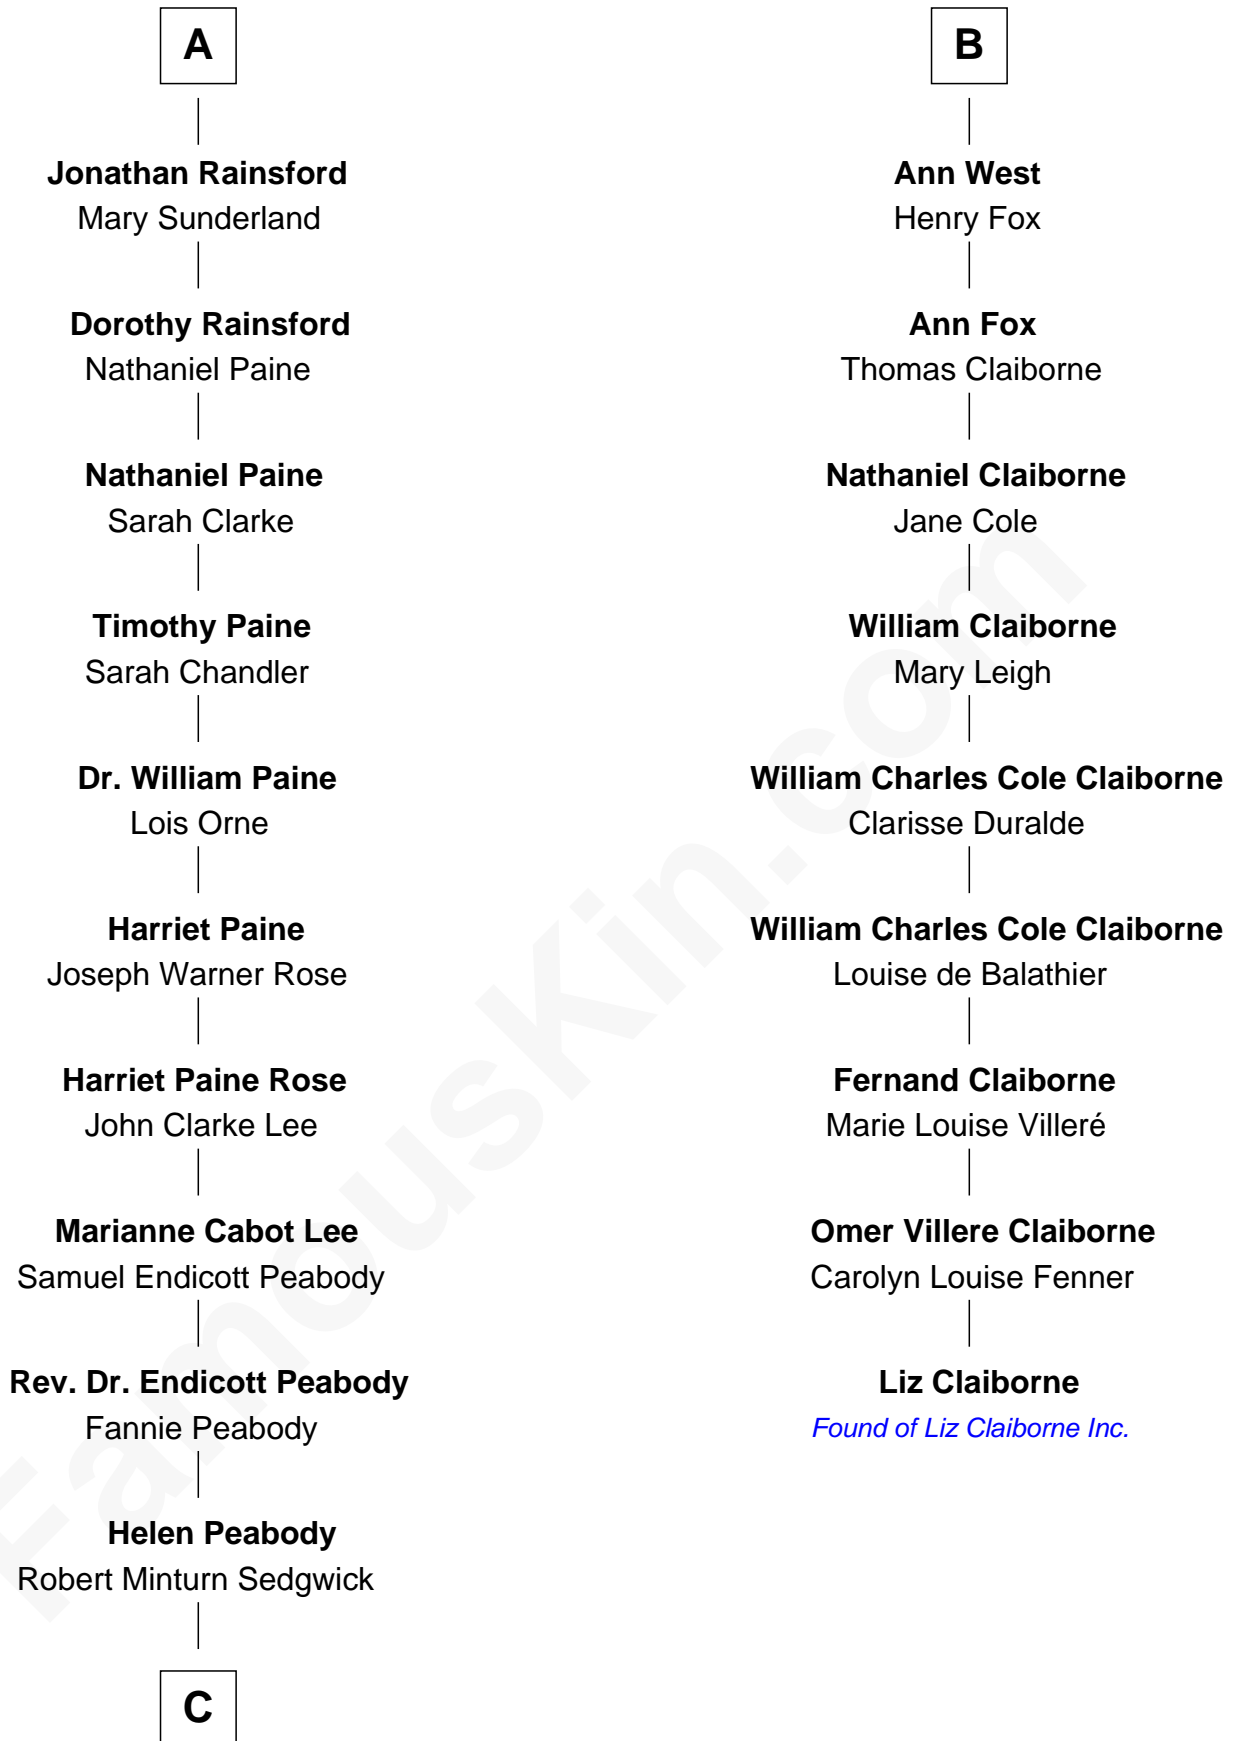 A
Jonathan Rainsford
Mary Sunderland
Dorothy Rainsford
Nathaniel Paine
Nathaniel Paine
Sarah Clarke
Timothy Paine
Sarah Chandler
Dr. William Paine
Lois Orne
Harriet Paine
Joseph Warner Rose
Harriet Paine Rose
John Clarke Lee
Marianne Cabot Lee
Samuel Endicott Peabody
Rev. Dr. Endicott Peabody
Fannie Peabody
Helen Peabody
Robert Minturn Sedgwick
C
B
Ann West
Henry Fox
Ann Fox
Thomas Claiborne
Nathaniel Claiborne
Jane Cole
William Claiborne
Mary Leigh
William Charles Cole Claiborne
Clarisse Duralde
William Charles Cole Claiborne
Louise de Balathier
Fernand Claiborne
Marie Louise Villeré
Omer Villere Claiborne
Carolyn Louise Fenner
Liz Claiborne
Found of Liz Claiborne Inc.
FamousKin.com